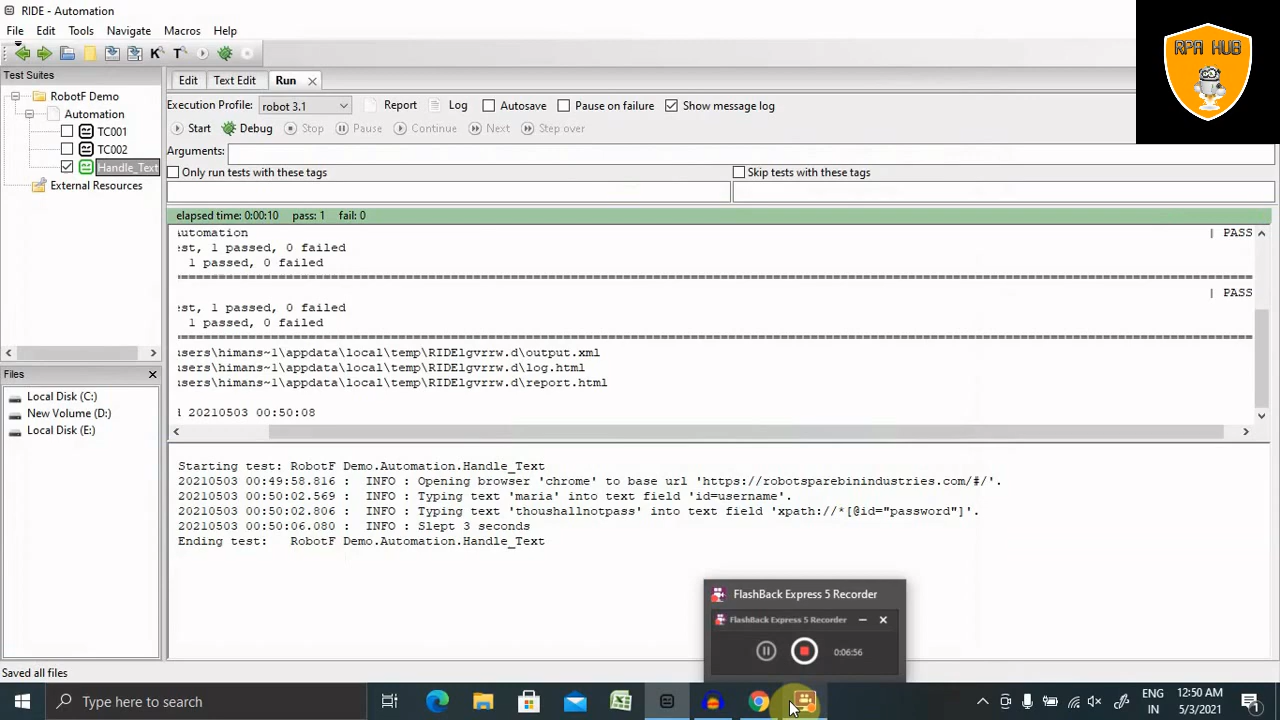 RIDE - Automation
File Edit Tools Navigate Macros Help
RPA HUB
K T
Test Suites
Edit Text Edit Run
RobotF Demo
Automation
TC001
TC002
Handle_Text
External Resources
Execution Profile: robot 3.1 Report Log Autosave Pause on failure Show message log
Start Debug Stop Pause Continue Next Step over
Arguments:
Only run tests with these tags Skip tests with these tags
elapsed time: 0:00:10 pass: 1 fail: 0
utomation | PASS
est, 1 passed, 0 failed
1 passed, 0 failed
==============================================================================
| PASS
est, 1 passed, 0 failed
1 passed, 0 failed
==============================================================================
sers\himans~1\appdata\local\temp\RIDElgvrrw.d\output.xml
sers\himans~1\appdata\local\temp\RIDElgvrrw.d\log.html
sers\himans~1\appdata\local\temp\RIDElgvrrw.d\report.html
20210503 00:50:08
Files
Local Disk (C:)
New Volume (D:)
Local Disk (E:)
Starting test: RobotF Demo.Automation.Handle_Text
20210503 00:49:58.816 : INFO : Opening browser 'chrome' to base url 'https://robotsparebinindustries.com/#/'.
20210503 00:50:02.569 : INFO : Typing text 'maria' into text field 'id=username'.
20210503 00:50:02.806 : INFO : Typing text 'thoushallnotpass' into text field 'xpath://*[@id="password"]'.
20210503 00:50:06.080 : INFO : Slept 3 seconds
Ending test: RobotF Demo.Automation.Handle_Text
FlashBack Express 5 Recorder
FlashBack Express 5 Recorder
0:06:56
Saved all files
Type here to search
ENG
IN
12:50 AM
5/3/2021
1